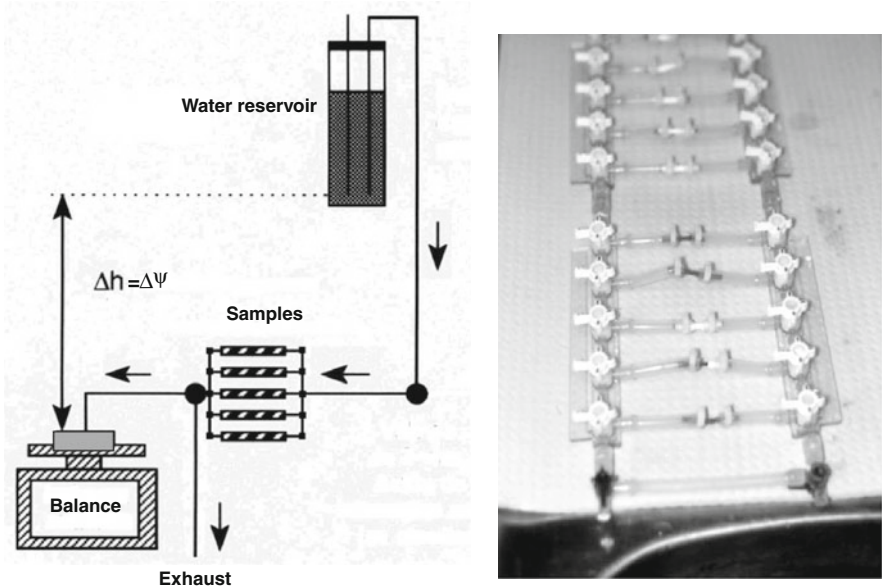 Water reservoir
Δh=ΔΨ
Samples
Balance
Exhaust